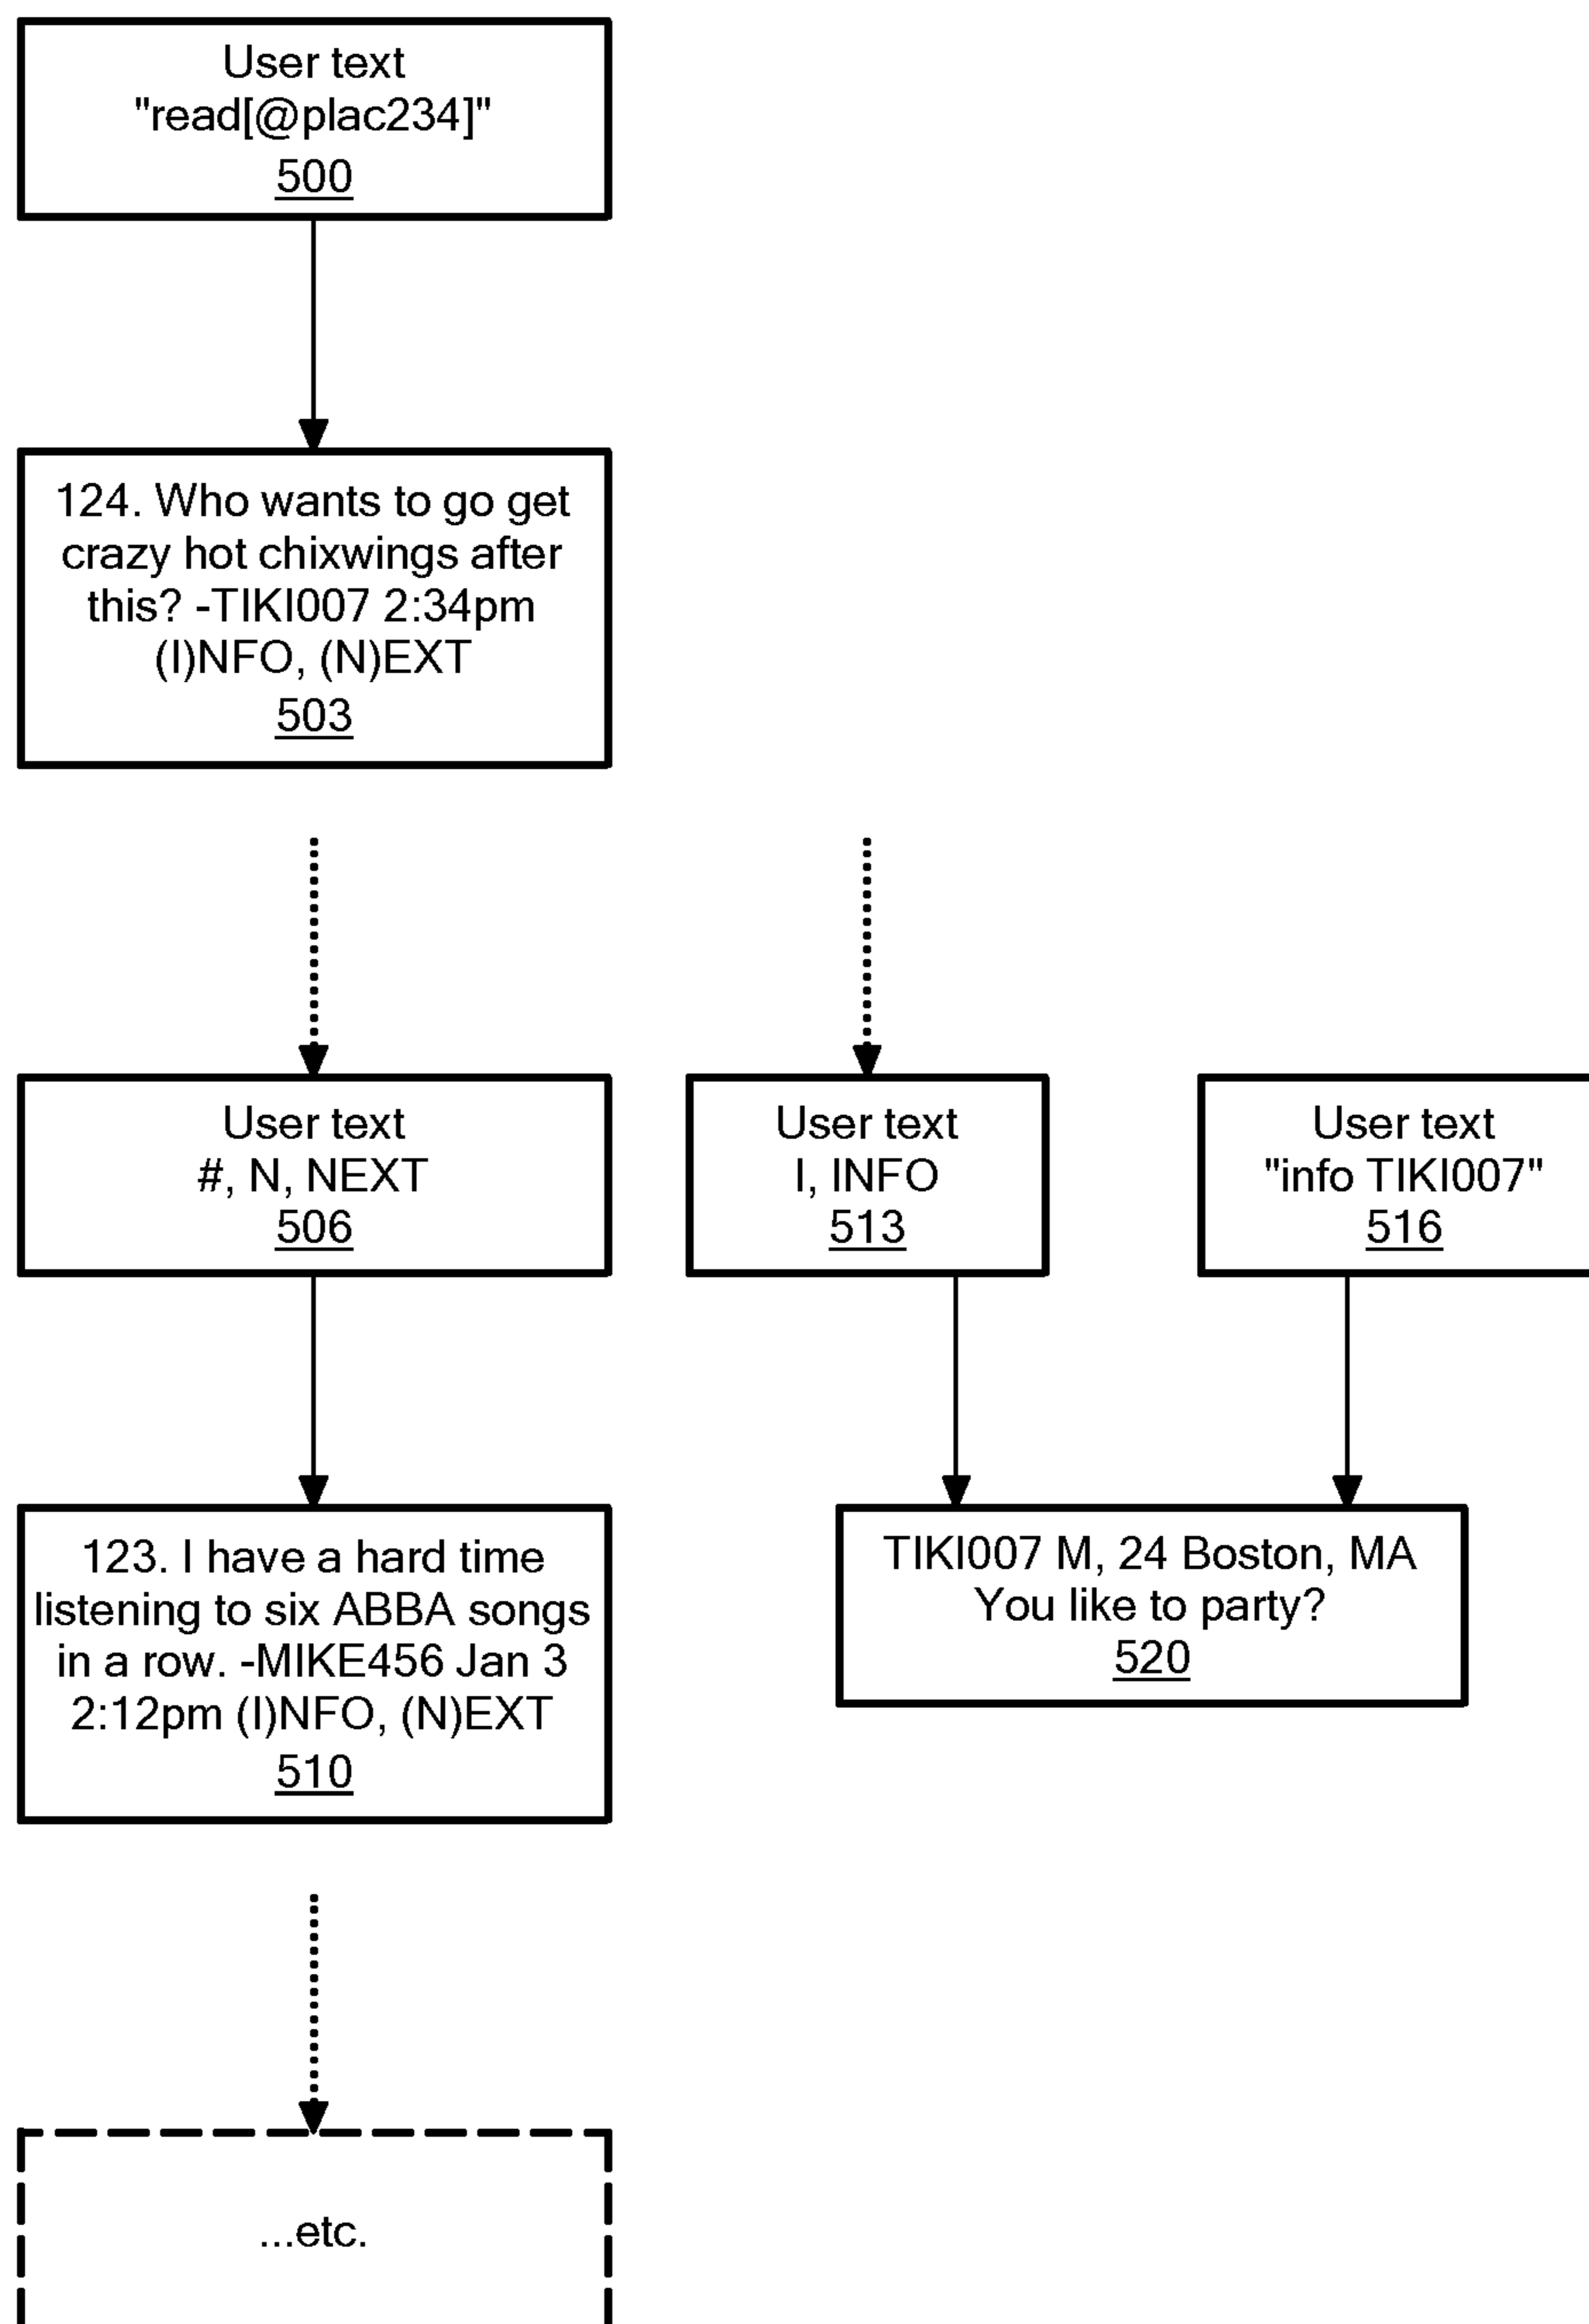 User text
"read[@plac234]"
500
124. Who wants to go get
crazy hot chixwings after
this? -TIKI007 2:34pm
(I)NFO, (N)EXT
503
User text
#, N, NEXT
506
User text
I, INFO
513
User text
"info TIKI007"
516
123. I have a hard time
listening to six ABBA songs
in a row. -MIKE456 Jan 3
2:12pm (I)NFO, (N)EXT
510
TIKI007 M, 24 Boston, MA
You like to party?
520
...etc.